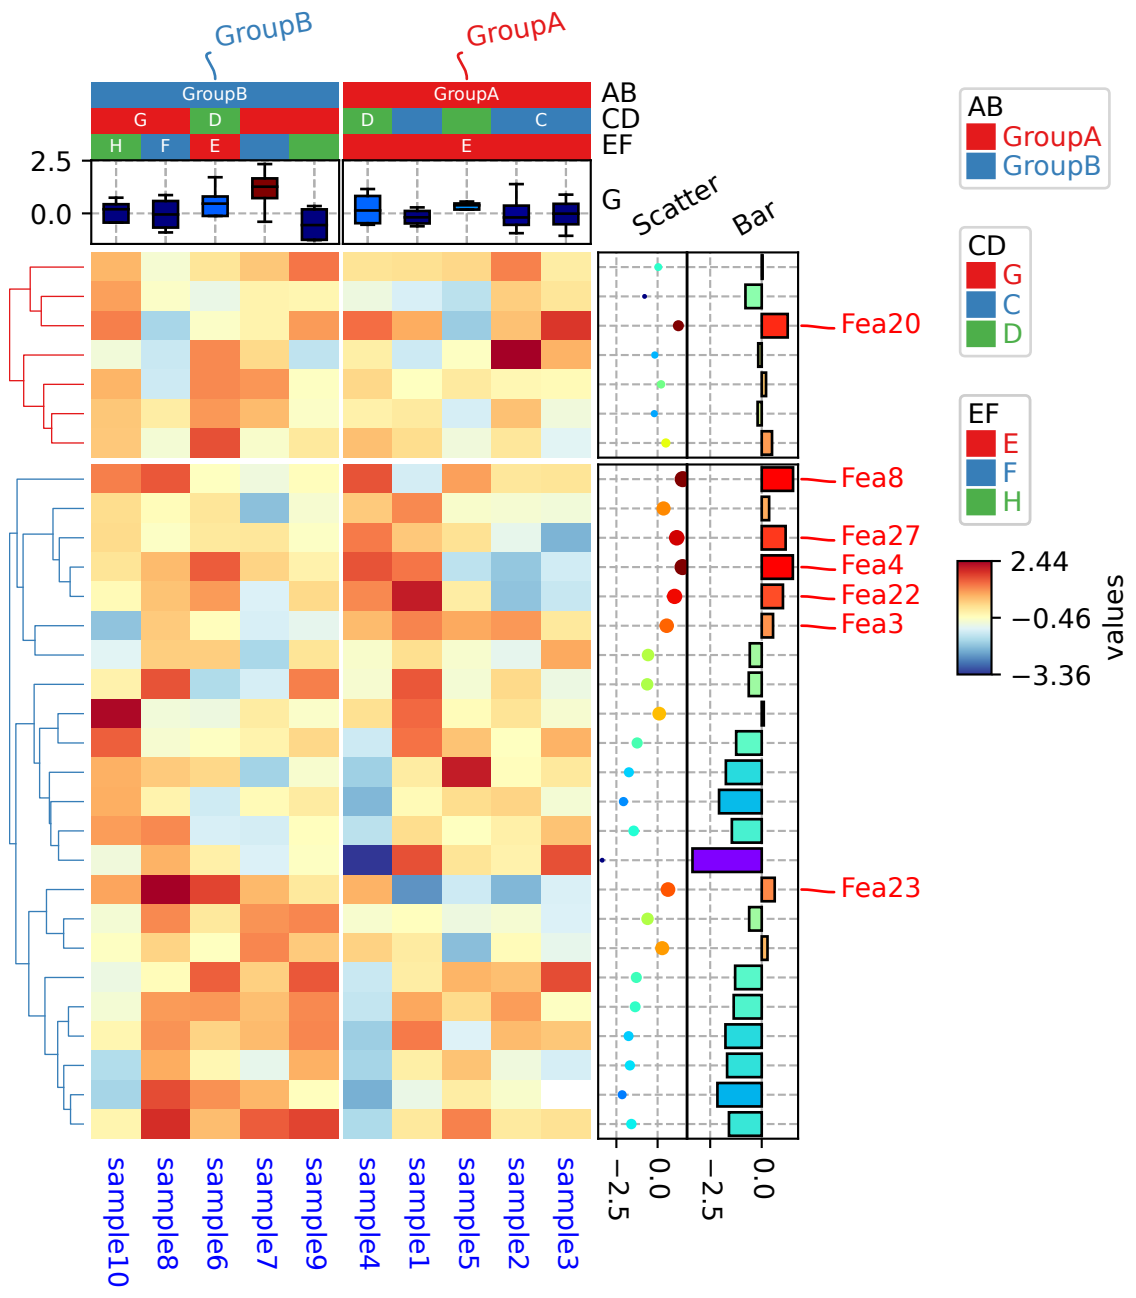 GroupB
GroupA
GroupB
GroupA
AB
G
D
D
C
CD
H
F
E
E
EF
2.5
0.0
G
Scatter
Bar
Fea20
Fea8
Fea27
Fea4
Fea22
Fea3
Fea23
−2.5
0.0
−2.5
0.0
sample10
sample8
sample6
sample7
sample9
sample4
sample1
sample5
sample2
sample3
AB
GroupA
GroupB
CD
G
C
D
EF
E
F
H
2.44
−0.46
−3.36
values